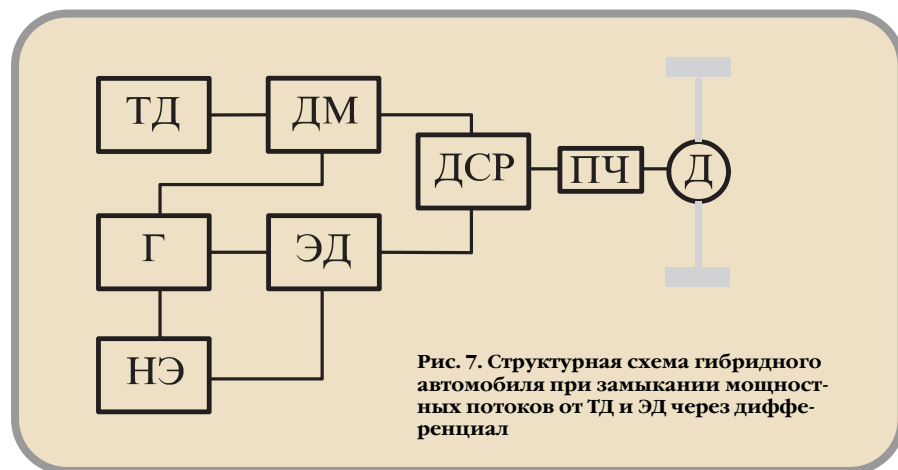 ТД
ДМ
ДСР
ПЧ
Д
Г
ЭД
НЭ
Рис. 7. Структурная схема гибридного
автомобиля при замыкании мощност-
ных потоков от ТД и ЭД через диффе-
ренциал